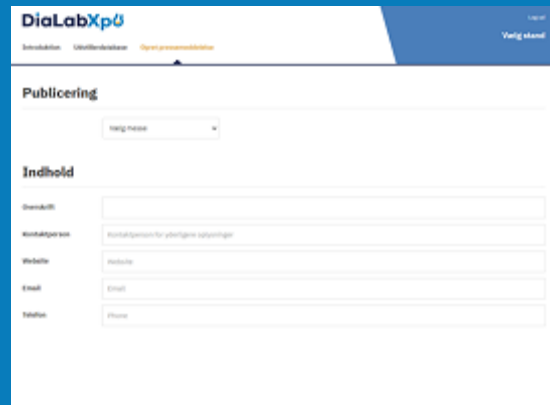 DiaLabXpo
Log ud
Vælg stand
Introduktion Udstillerdatabase Opret pressemeddelelse
Publicering
Vælg messe
Indhold
Overskrift
Kontaktperson Kontaktperson for yderligere oplysninger
Website Website
Email Email
Telefon Phone